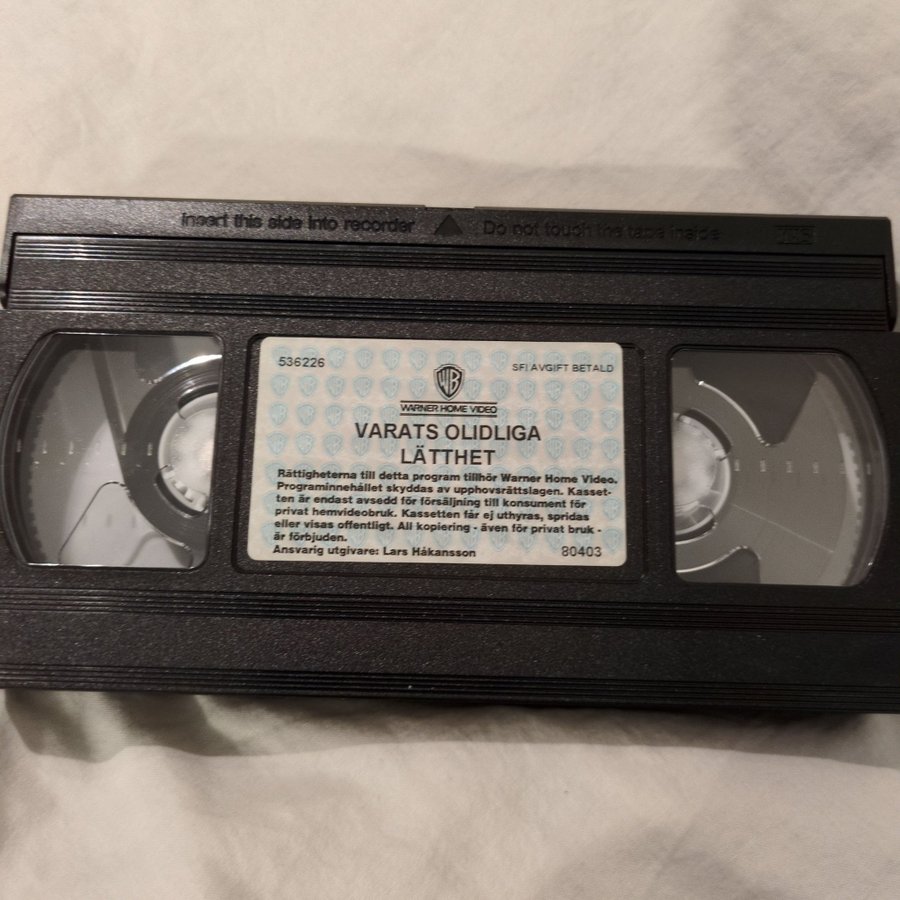 Insert this side into recorder Do not touch the tape inside VHS
536226 SFI AVGIFT BETALD
WB
WARNER HOME VIDEO
VARATS OLIDLIGA
LÄTTHET
Rättigheterna till detta program tillhör Warner Home Video.
Programinnehållet skyddas av upphovsrättslagen. Kasset-
ten är endast avsedd för försäljning till konsument för
privat hemvideobruk. Kassetten får ej uthyras, spridas
eller visas offentligt. All kopiering - även för privat bruk -
är förbjuden.
Ansvarig utgivare: Lars Håkansson 80403